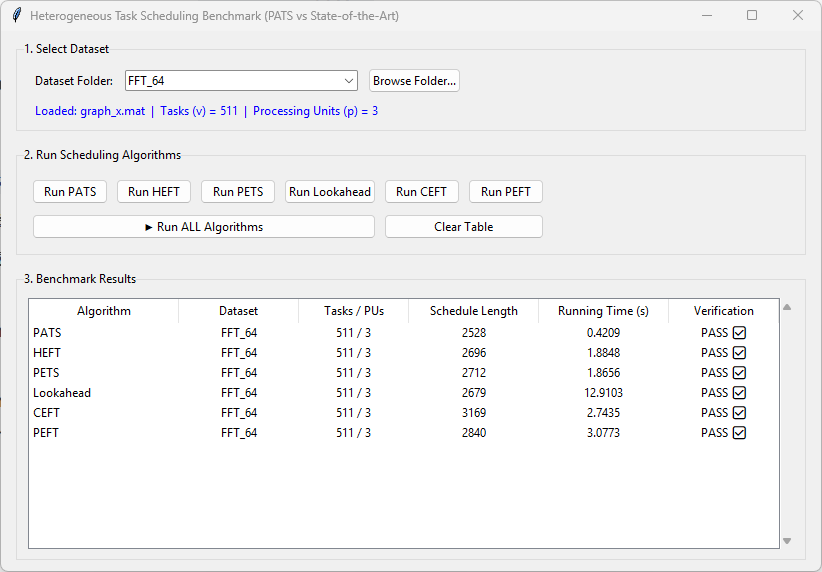 Heterogeneous Task Scheduling Benchmark (PATS vs State-of-the-Art)
1. Select Dataset
Dataset Folder: FFT_64 Browse Folder...
Loaded: graph_x.mat | Tasks (v) = 511 | Processing Units (p) = 3
2. Run Scheduling Algorithms
Run PATS Run HEFT Run PETS Run Lookahead Run CEFT Run PEFT
► Run ALL Algorithms Clear Table
3. Benchmark Results
Algorithm Dataset Tasks / PUs Schedule Length Running Time (s) Verification
PATS FFT_64 511 / 3 2528 0.4209 PASS ☑
HEFT FFT_64 511 / 3 2696 1.8848 PASS ☑
PETS FFT_64 511 / 3 2712 1.8656 PASS ☑
Lookahead FFT_64 511 / 3 2679 12.9103 PASS ☑
CEFT FFT_64 511 / 3 3169 2.7435 PASS ☑
PEFT FFT_64 511 / 3 2840 3.0773 PASS ☑